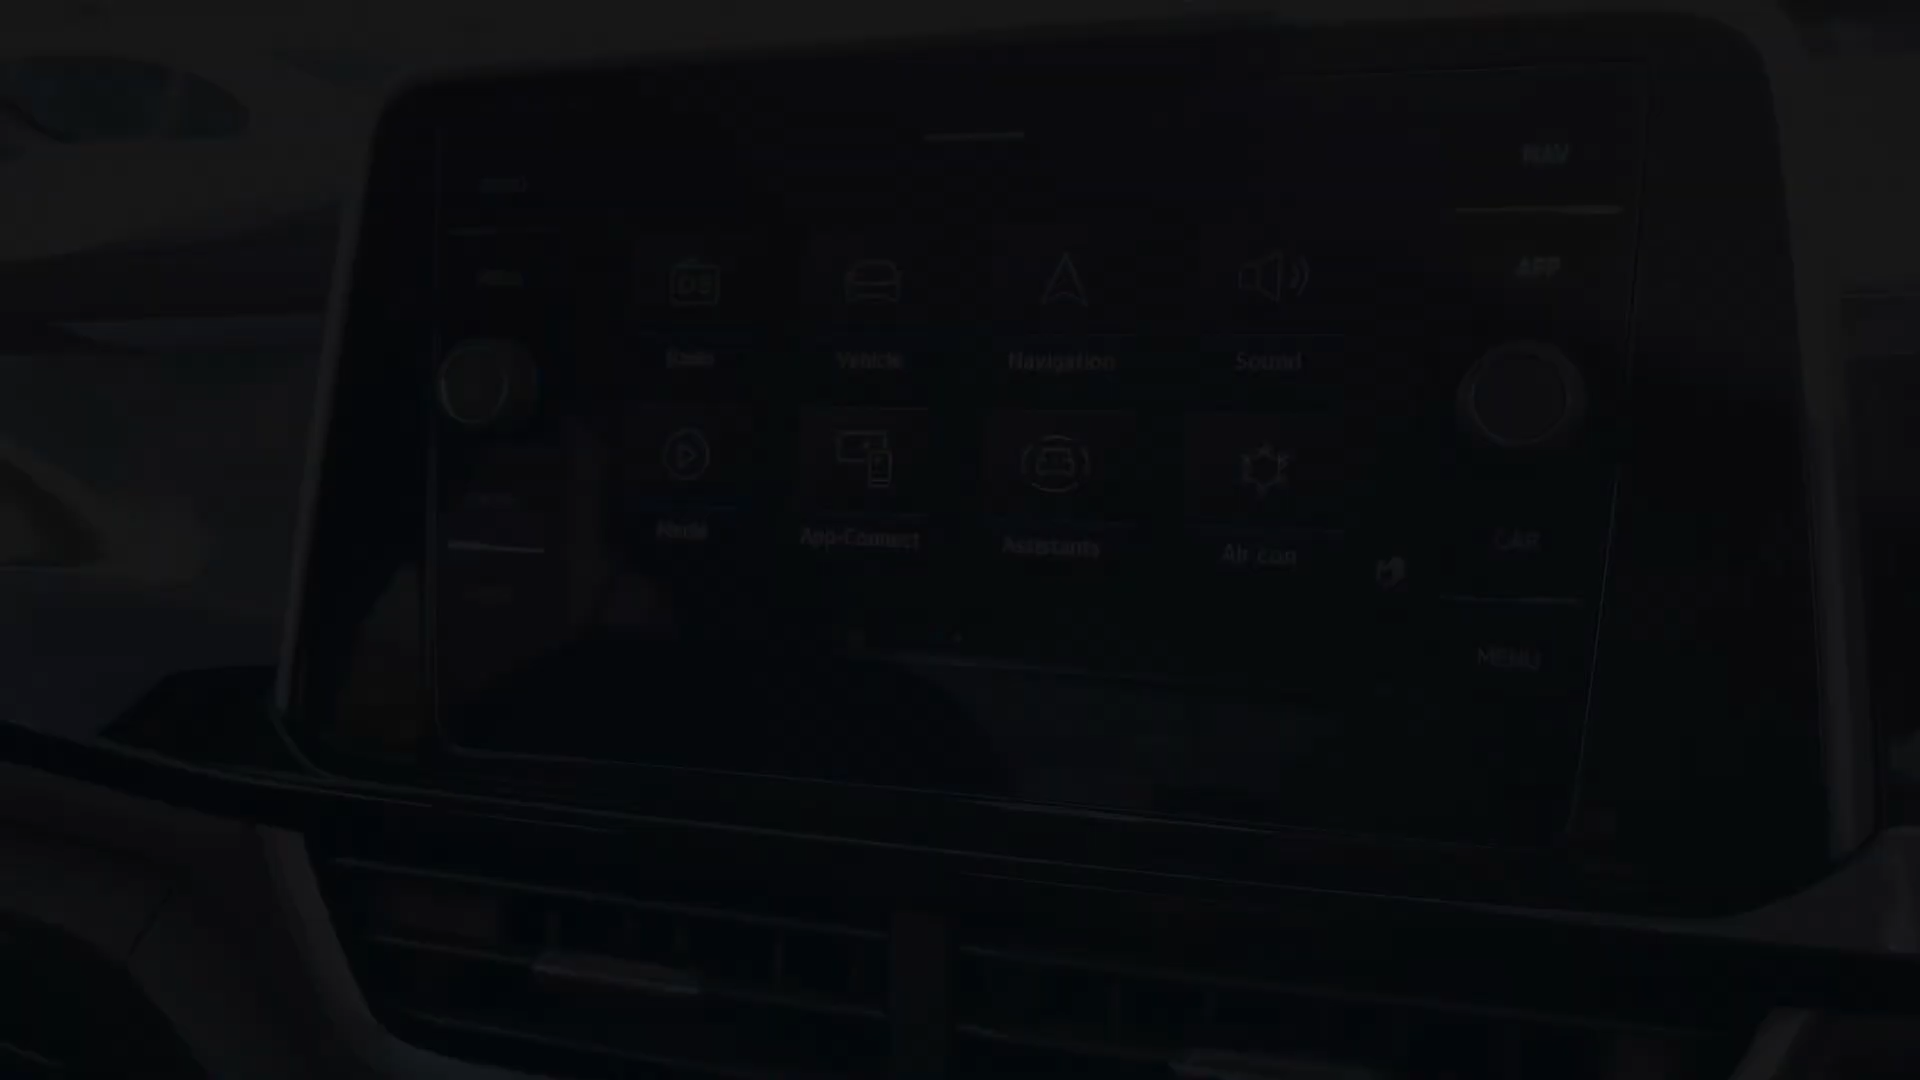 NAV
APP
Radio
Vehicle
Navigation
Sound
Media
App-Connect
Assistants
Air con
CAR
MENU